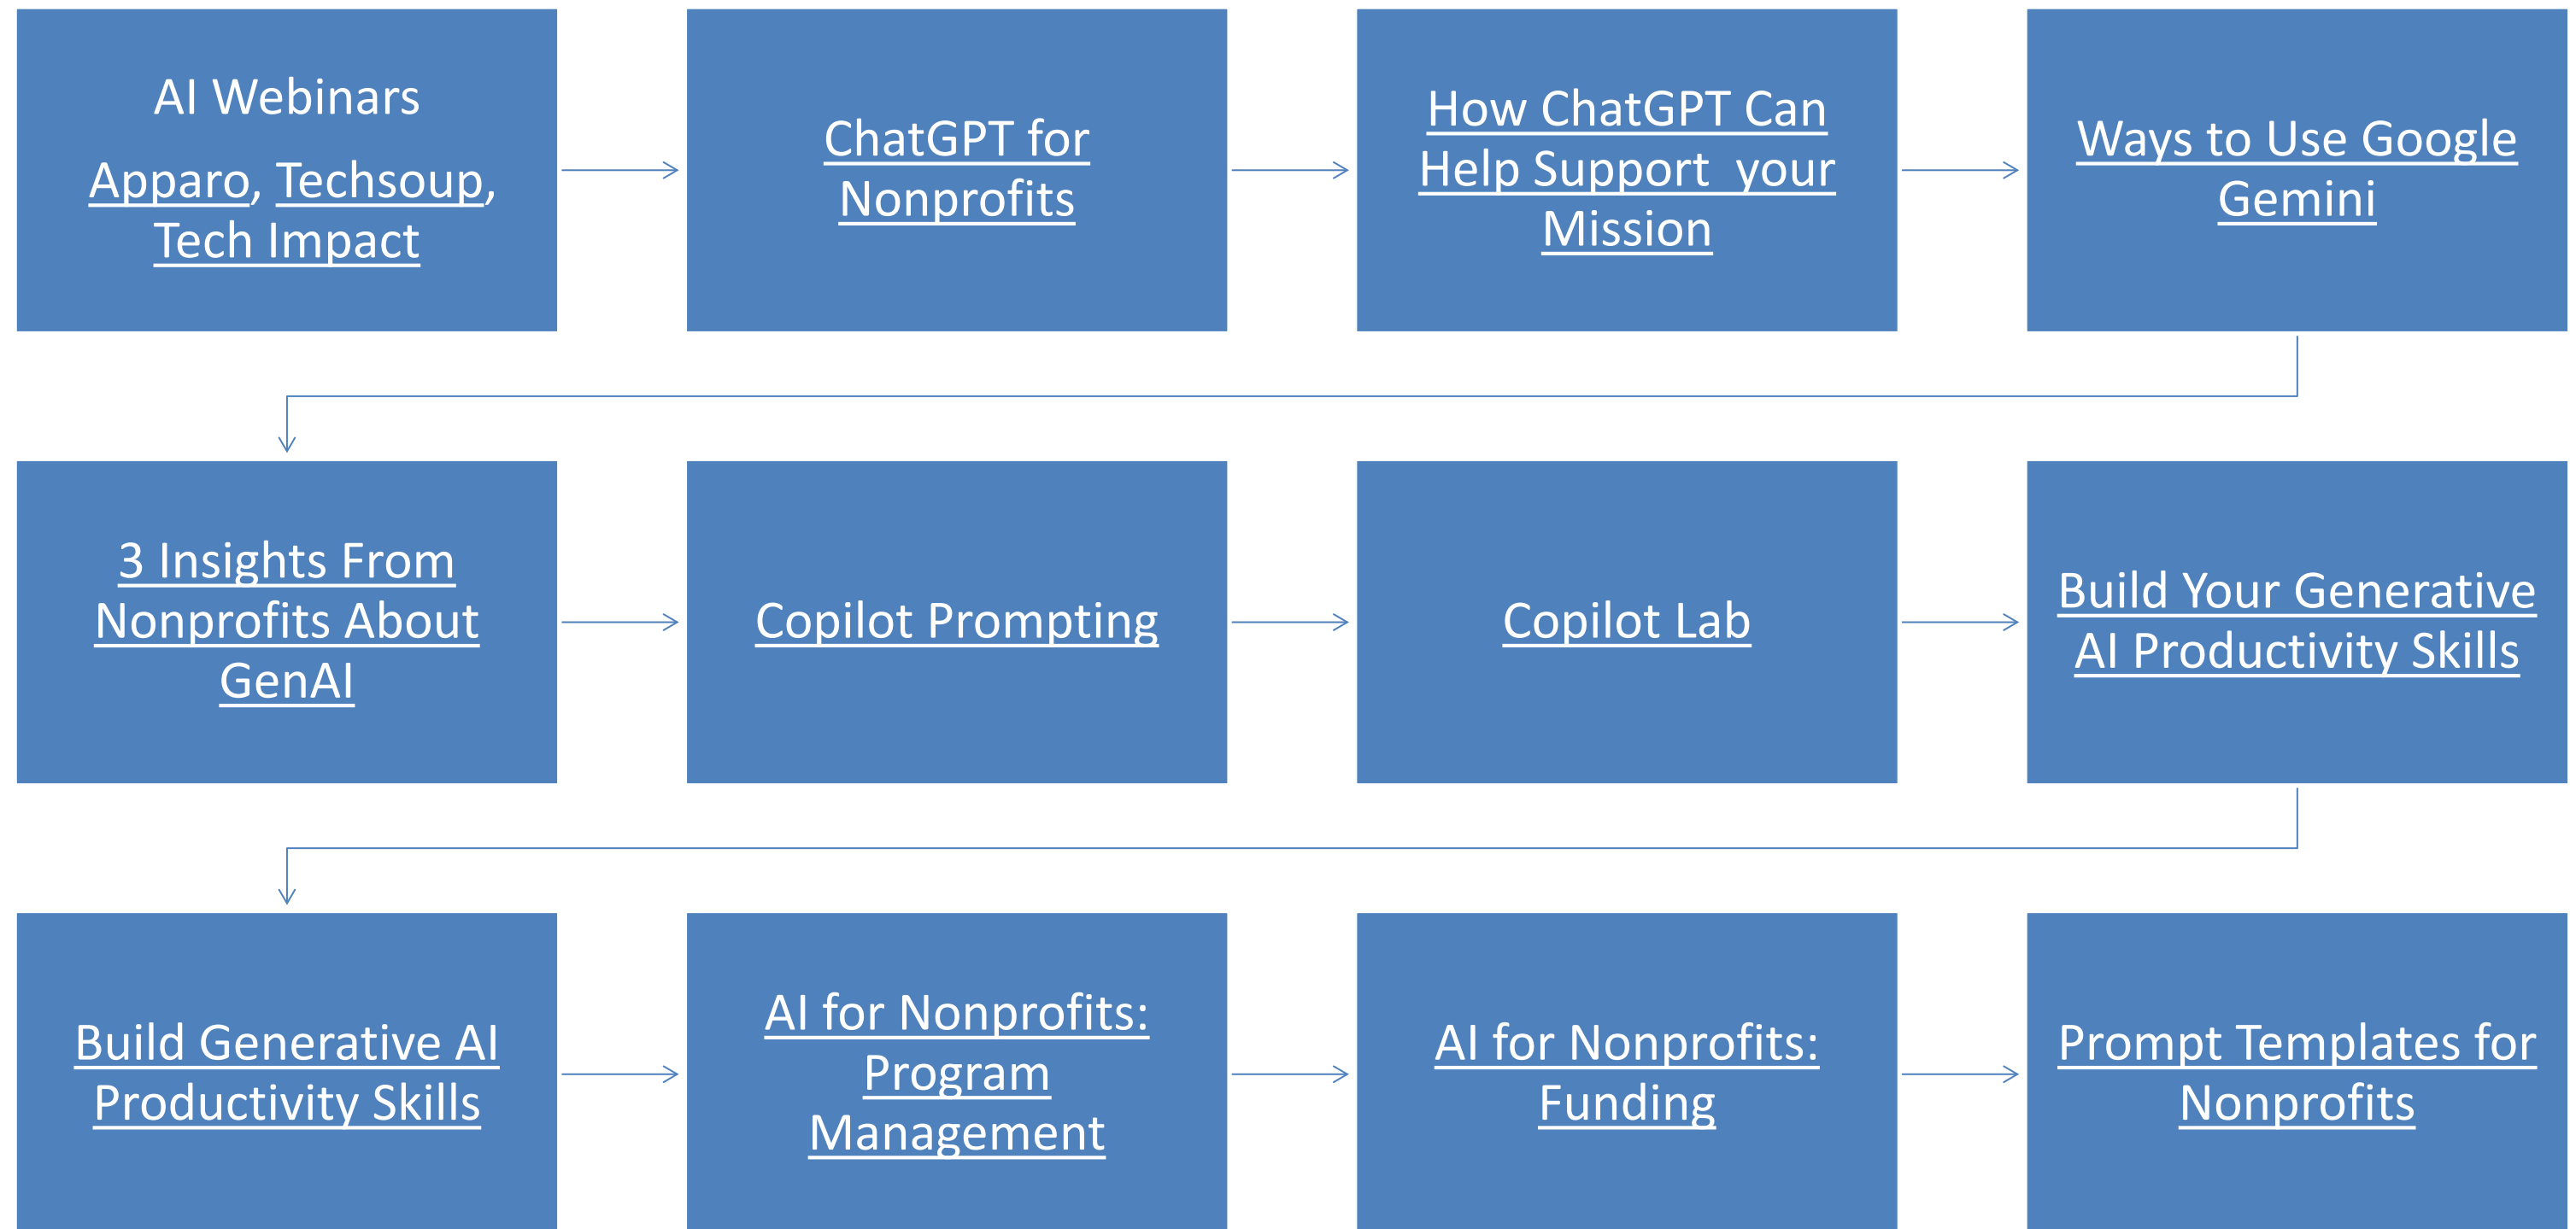 AI Webinars
Apparo, Techsoup,
Tech Impact
ChatGPT for
Nonprofits
How ChatGPT Can
Help Support  your
Mission
Ways to Use Google
Gemini
3 Insights From
Nonprofits About
GenAI
Copilot Prompting
Copilot Lab
Build Your Generative
AI Productivity Skills
Build Generative AI
Productivity Skills
AI for Nonprofits:
Program
Management
AI for Nonprofits:
Funding
Prompt Templates for
Nonprofits